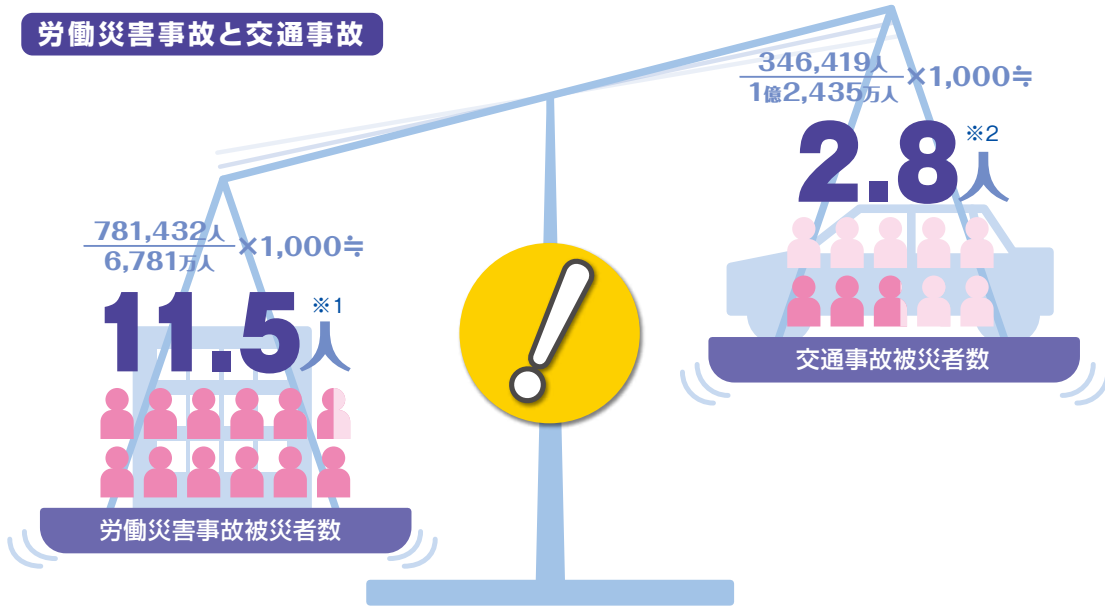 労働災害事故と交通事故
346,419人
1億2,435万人
×1,000≒
2.8人
※2
781,432人
6,781万人
×1,000≒
11.5人
※1
交通事故被災者数
労働災害事故被災者数